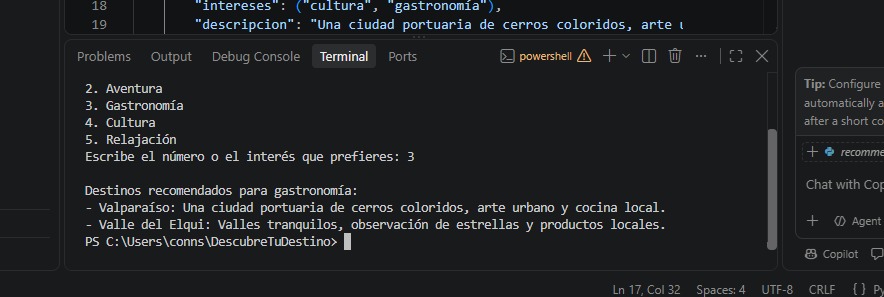 18 "intereses": ("cultura", "gastronomía"),
19 "descripcion": "Una ciudad portuaria de cerros coloridos, arte u
Problems Output Debug Console Terminal Ports
powershell
2. Aventura
3. Gastronomía
4. Cultura
5. Relajación
Escribe el número o el interés que prefieres: 3
Destinos recomendados para gastronomía:
- Valparaíso: Una ciudad portuaria de cerros coloridos, arte urbano y cocina local.
- Valle del Elqui: Valles tranquilos, observación de estrellas y productos locales.
PS C:\Users\conns\DescubreTuDestino>
Tip: Configure
automatically a
after a short co
recomme
Chat with Cop
Agent
Copilot
Ln 17, Col 32 Spaces: 4 UTF-8 CRLF { } Py